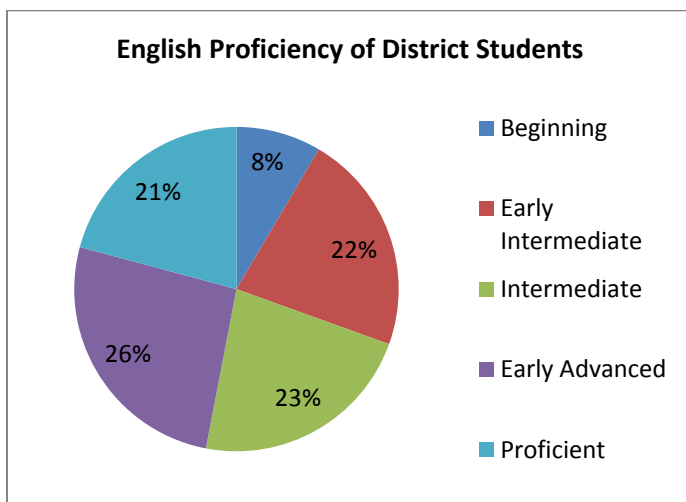 English Proficiency of District Students
8%
22%
23%
26%
21%
Beginning
Early
Intermediate
Intermediate
Early Advanced
Proficient